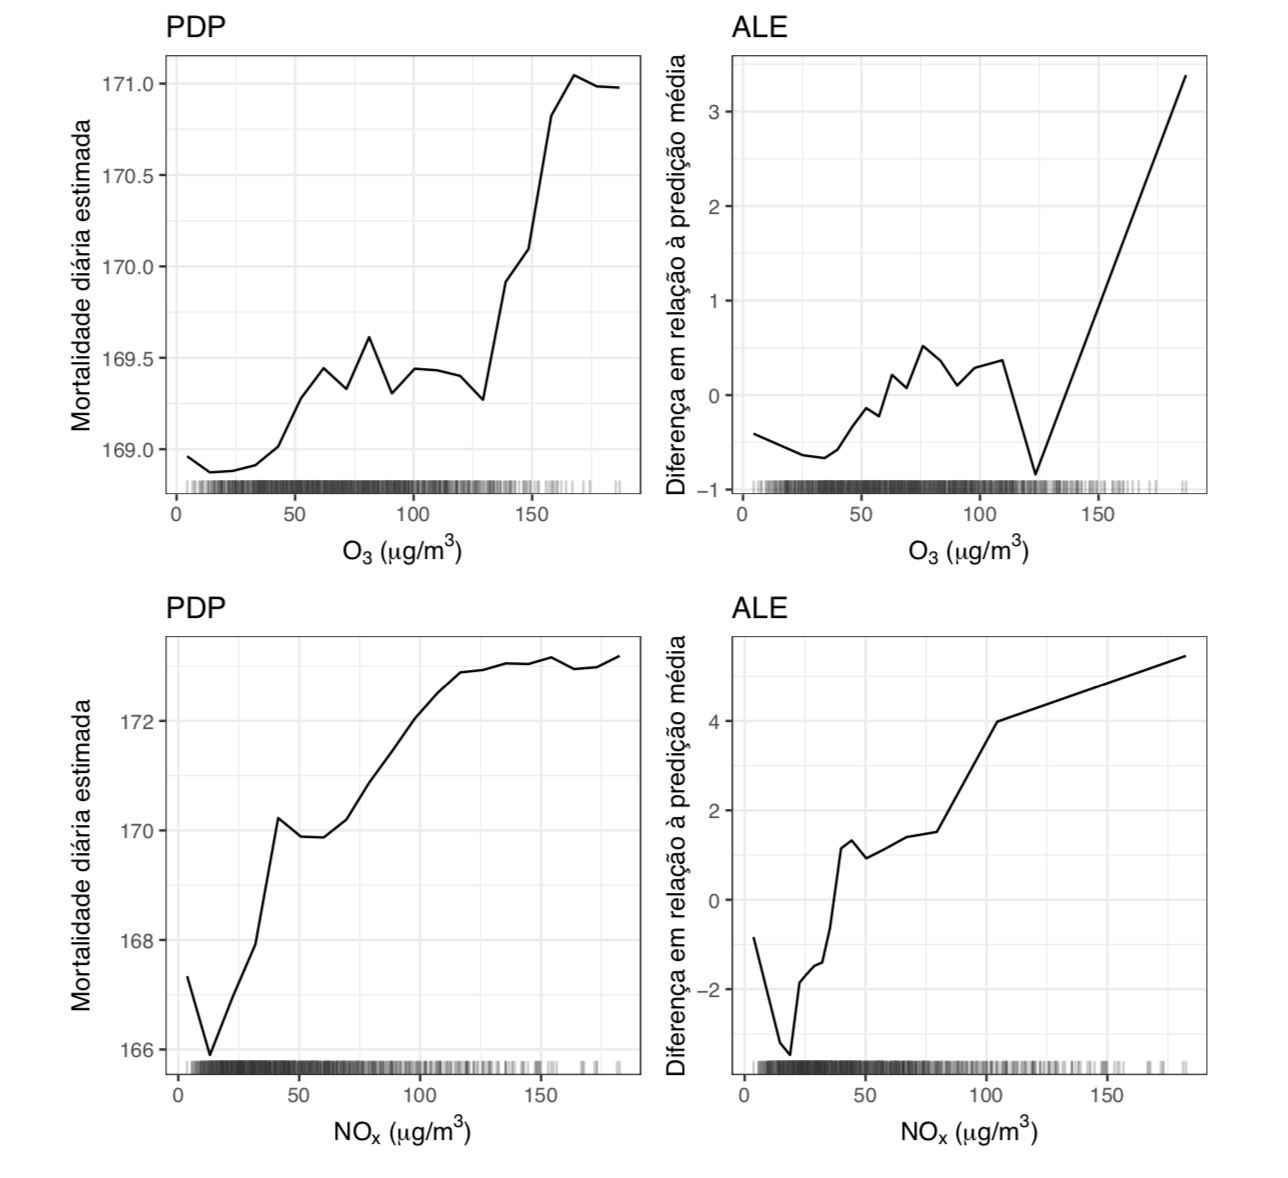 PDP
Mortalidade diária estimada
171.0
170.5
170.0
169.5
169.0
0 50 100 150
O₃ (μg/m³)
ALE
Diferença em relação à predição média
3
2
1
0
−1
0 50 100 150
O₃ (μg/m³)
PDP
Mortalidade diária estimada
172
170
168
166
0 50 100 150
NOₓ (μg/m³)
ALE
Diferença em relação à predição média
4
2
0
−2
0 50 100 150
NOₓ (μg/m³)